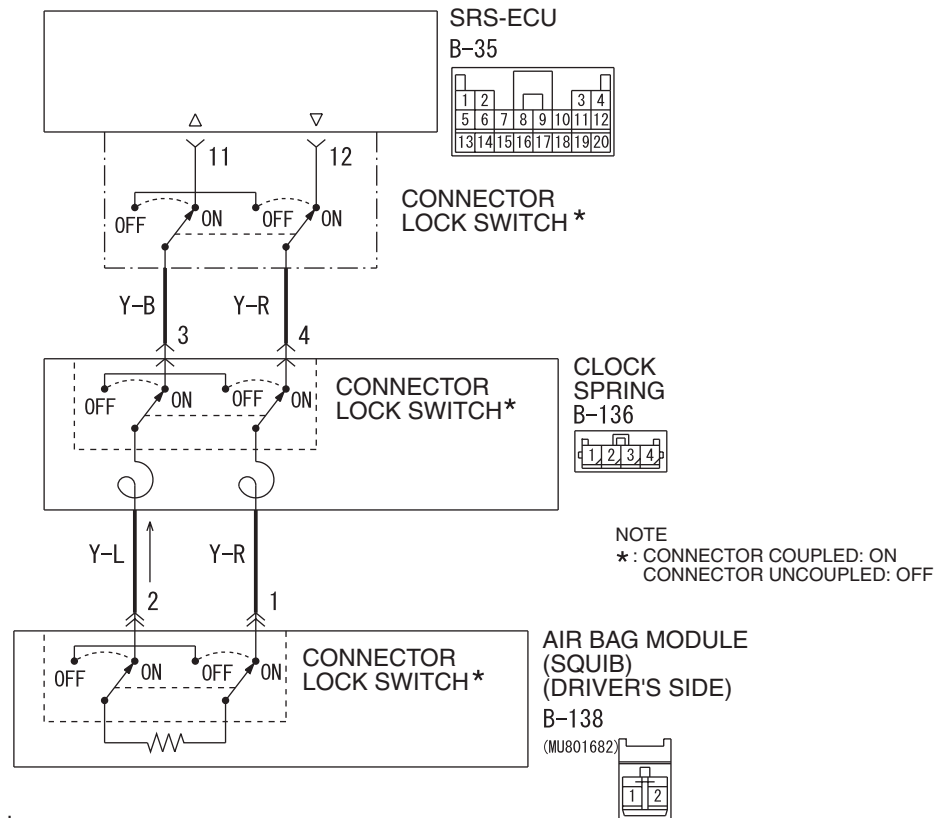 SRS-ECU
B-35
1 2 3 4
5 6 7 8 9 10 11 12
13 14 15 16 17 18 19 20
11 12
CONNECTOR
LOCK SWITCH *
OFF ON OFF ON
Y-B Y-R
3 4
CLOCK
SPRING
B-136
1 2 3 4
CONNECTOR
LOCK SWITCH*
OFF ON OFF ON
NOTE
* : CONNECTOR COUPLED: ON
CONNECTOR UNCOUPLED: OFF
Y-L Y-R
2 1
AIR BAG MODULE
(SQUIB)
(DRIVER'S SIDE)
B-138
(MU801682)
1 2
CONNECTOR
LOCK SWITCH*
OFF ON OFF ON